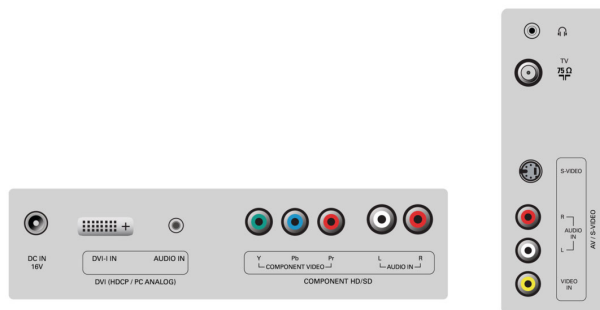 TV
75 Ω
S-VIDEO
R
AUDIO
IN
L
VIDEO
IN
AV / S-VIDEO
DC IN
16V
DVI-I IN
AUDIO IN
DVI (HDCP / PC ANALOG)
Y Pb Pr
COMPONENT VIDEO
L R
AUDIO IN
COMPONENT HD/SD